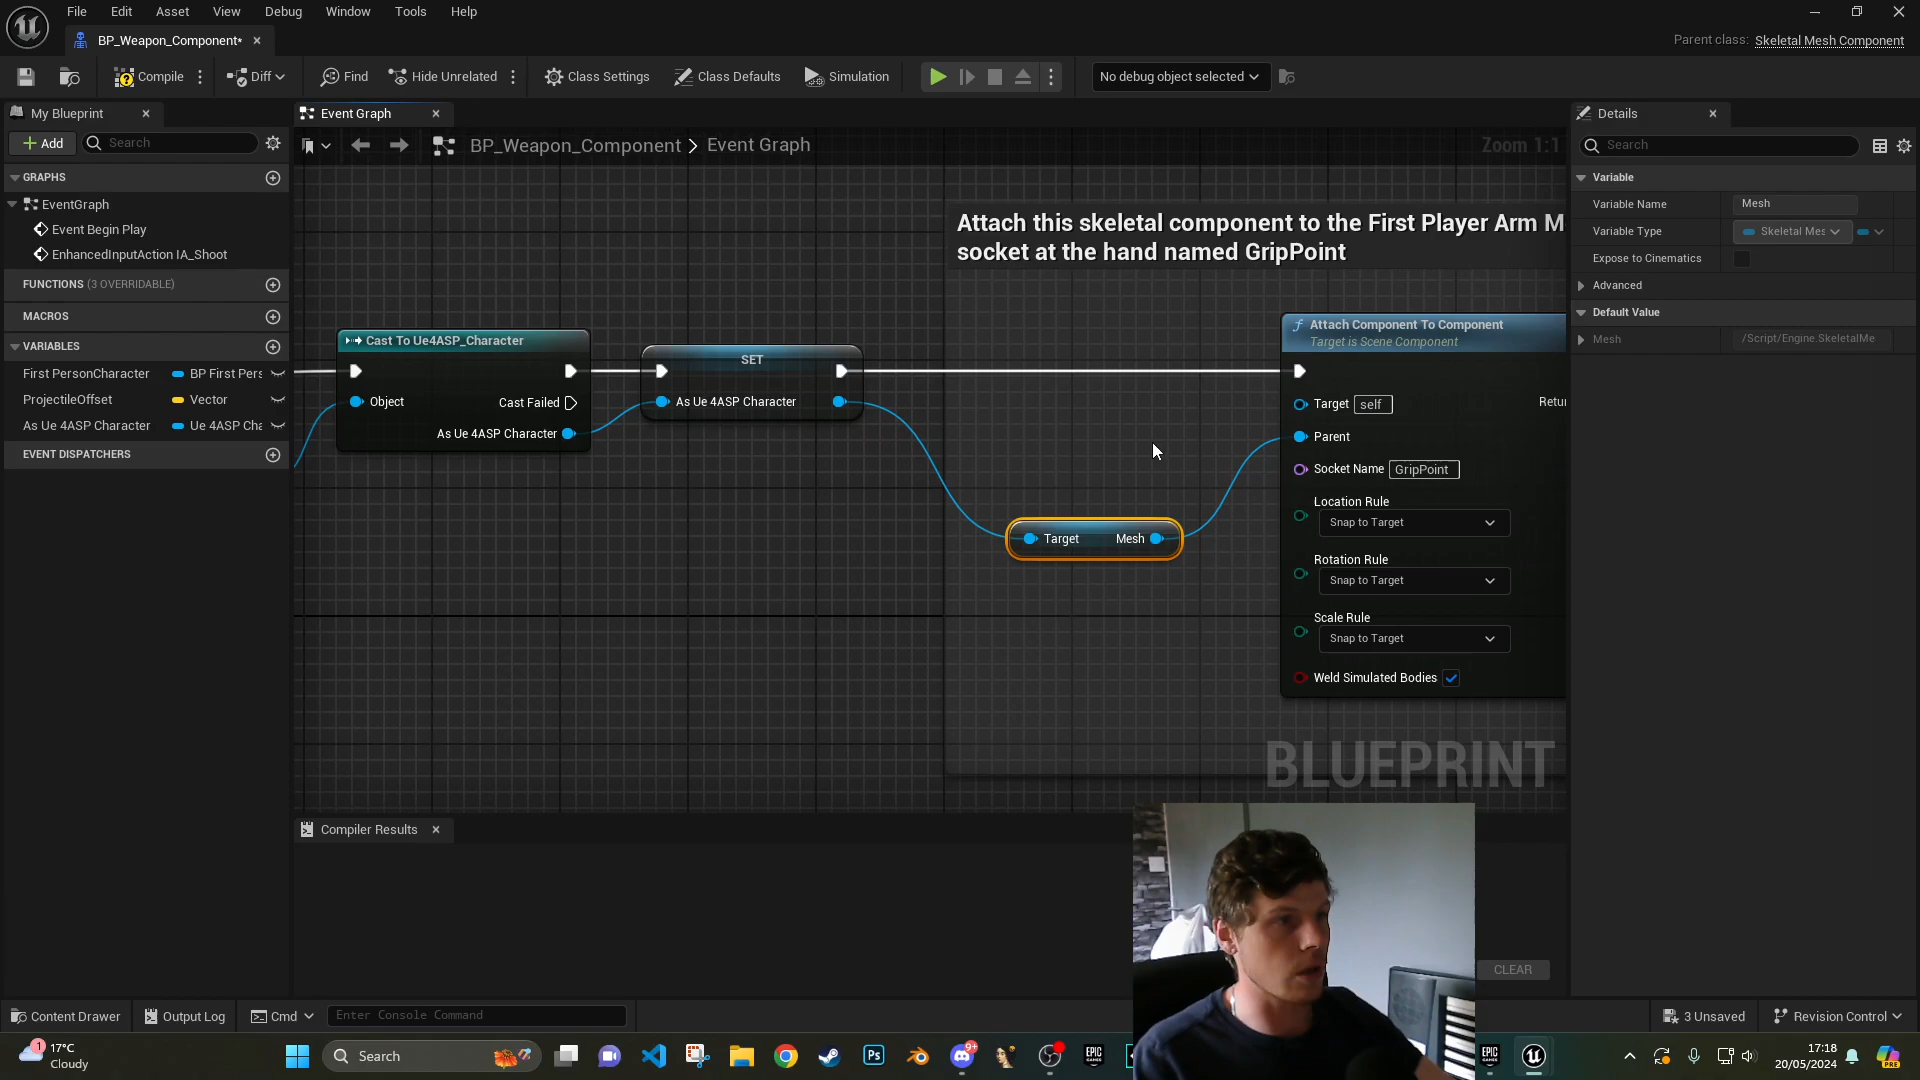 File Edit Asset View Debug Window Tools Help
BP_Weapon_Component*
Parent class: Skeletal Mesh Component
Compile Diff Find Hide Unrelated Class Settings Class Defaults Simulation No debug object selected
My Blueprint Event Graph Details
Add Search
BP_Weapon_Component > Event Graph Zoom 1:1
Search
GRAPHS
EventGraph
Event Begin Play
EnhancedInputAction IA_Shoot
FUNCTIONS (3 OVERRIDABLE)
MACROS
VARIABLES
First PersonCharacter BP First Pers
ProjectileOffset Vector
As Ue 4ASP Character Ue 4ASP Cha
EVENT DISPATCHERS
Attach this skeletal component to the First Player Arm M
socket at the hand named GripPoint
Cast To Ue4ASP_Character
Object
Cast Failed
As Ue 4ASP Character
SET
As Ue 4ASP Character
Target Mesh
Attach Component To Component
Target is Scene Component
Target self Retur
Parent
Socket Name GripPoint
Location Rule
Snap to Target
Rotation Rule
Snap to Target
Scale Rule
Snap to Target
Weld Simulated Bodies
BLUEPRINT
Variable
Variable Name Mesh
Variable Type Skeletal Mes
Expose to Cinematics
Advanced
Default Value
Mesh /Script/Engine.SkeletalMe
Compiler Results
CLEAR
Content Drawer Output Log Cmd Enter Console Command 3 Unsaved Revision Control
1
17°C
Cloudy
Search
Ps
9+
EPIC
GAMES
EPIC
GAMES
17:18
20/05/2024
PRE